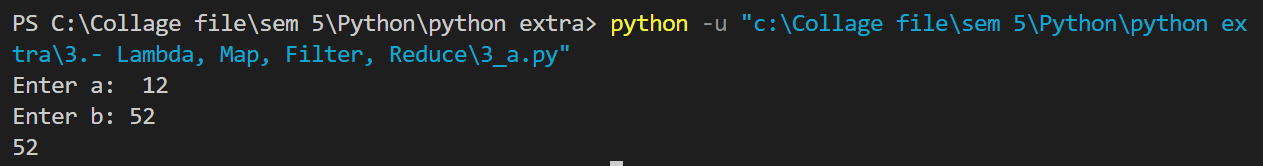 PS C:\Collage file\sem 5\Python\python extra> python -u "c:\Collage file\sem 5\Python\python ex
tra\3.- Lambda, Map, Filter, Reduce\3_a.py"
Enter a:  12
Enter b: 52
52